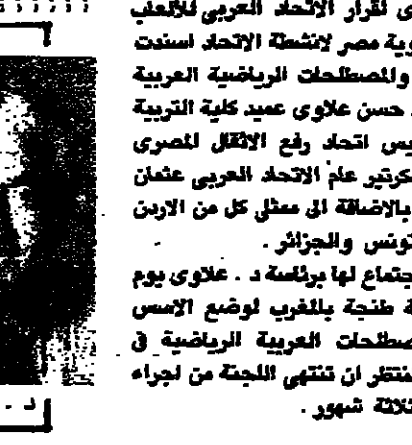 لقرار الاتحاد العربى للألعاب
وية مصر لانشطة الاتحاد اسندت
والمصطلحات الرياضية العربية
حسن علاوى عميد كلية التربية
يس اتحاد رفع الاثقال المصرى
كرتير عام الاتحاد العربى عثمان
بالاضافة الى ممثلى كل من الاردن
تونس والجزائر .
جتماع لها برئاسة د . علاوى يوم
ة طنجة بالمغرب لوضع الاسس
صطلحات العربية الرياضية فى
نتظر ان تنتهى اللجنة من اجراء
ثلاثة شهور .
د .